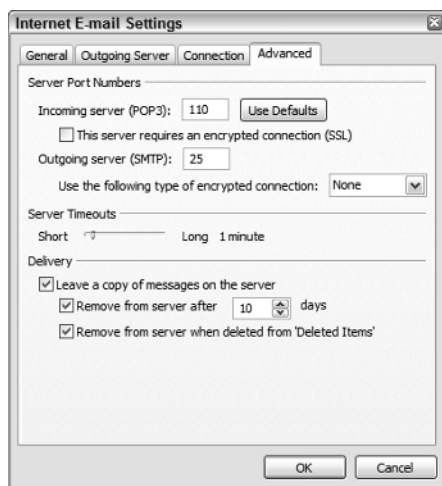 Internet E-mail Settings
General Outgoing Server Connection Advanced
Server Port Numbers
Incoming server (POP3): 110 Use Defaults
This server requires an encrypted connection (SSL)
Outgoing server (SMTP): 25
Use the following type of encrypted connection: None
Server Timeouts
Short Long 1 minute
Delivery
Leave a copy of messages on the server
Remove from server after 10 days
Remove from server when deleted from 'Deleted Items'
OK Cancel